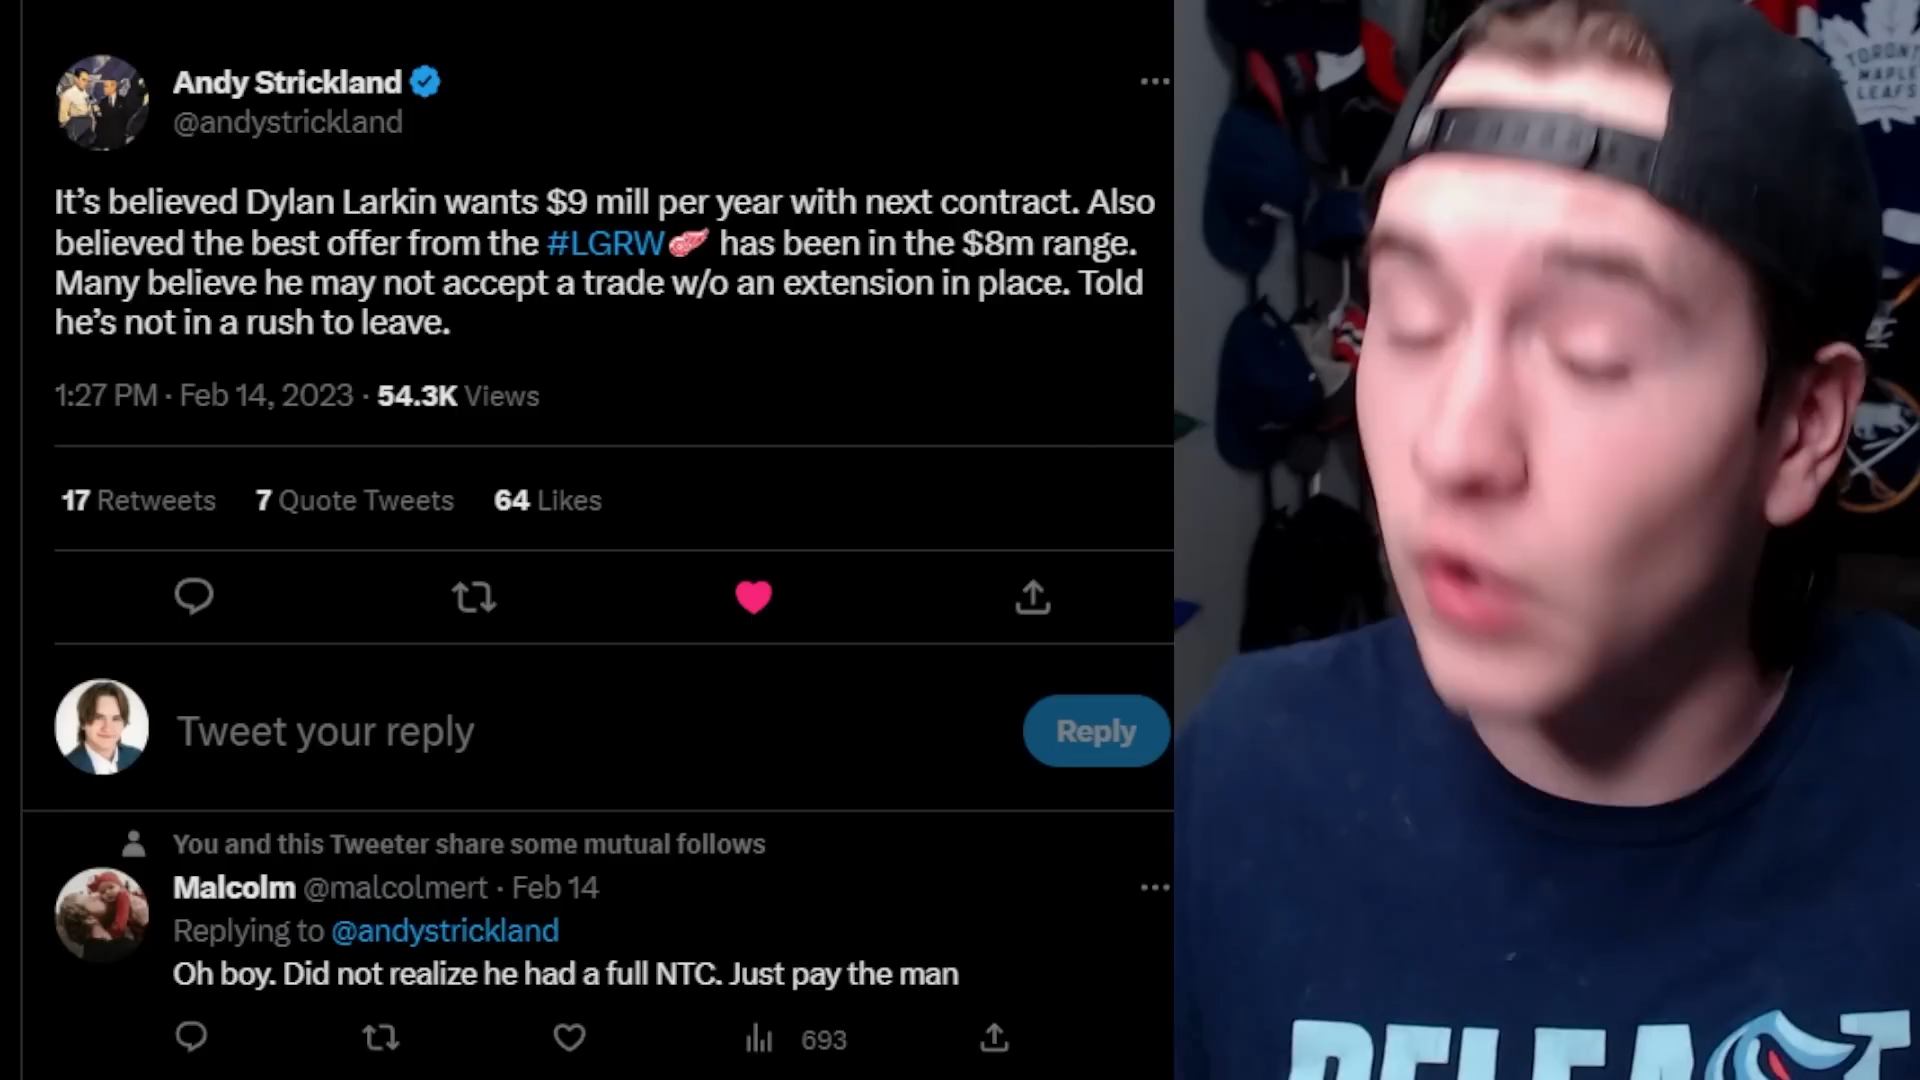 Andy Strickland
@andystrickland
It's believed Dylan Larkin wants $9 mill per year with next contract. Also
believed the best offer from the #LGRW has been in the $8m range.
Many believe he may not accept a trade w/o an extension in place. Told
he's not in a rush to leave.
1:27 PM · Feb 14, 2023 · 54.3K Views
17 Retweets 7 Quote Tweets 64 Likes
Tweet your reply
Reply
You and this Tweeter share some mutual follows
Malcolm @malcolmert · Feb 14
Replying to @andystrickland
Oh boy. Did not realize he had a full NTC. Just pay the man
693
TORONTO
MAPLE
LEAFS